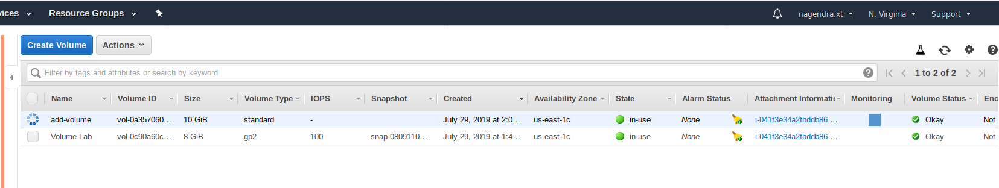 vices Resource Groups nagendra.xt N. Virginia Support
Create Volume Actions
Filter by tags and attributes or search by keyword 1 to 2 of 2
Name Volume ID Size Volume Type IOPS Snapshot Created Availability Zone State Alarm Status Attachment Informatic Monitoring Volume Status Enc
add-volume vol-0a357060... 10 GiB standard - July 29, 2019 at 2:0... us-east-1c in-use None i-041f3e34a2fbddb86 ... Okay Not
Volume Lab vol-0c90a60c... 8 GiB gp2 100 snap-0809110... July 29, 2019 at 1:4... us-east-1c in-use None i-041f3e34a2fbddb86 ... Okay Not